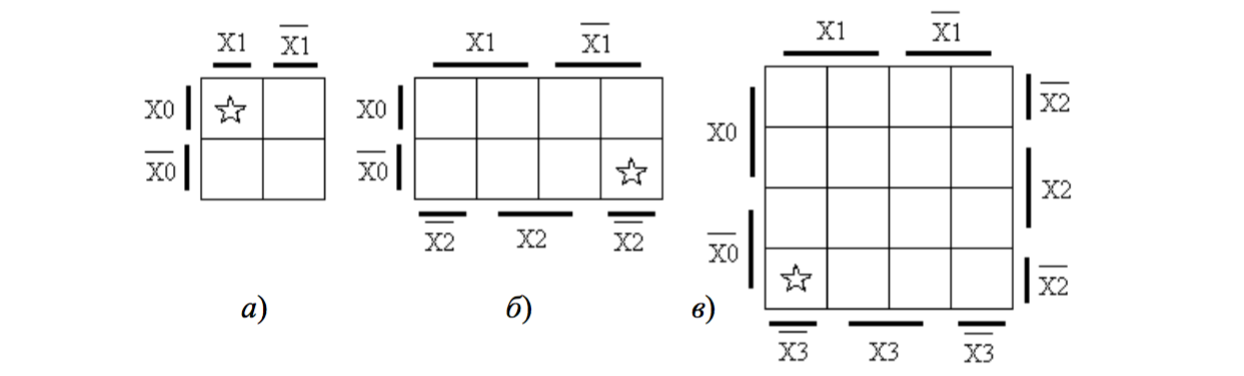 X1 X̅1̅
X0
X̅0̅
X̅2̅ X2 X̅2̅
а)
X1 X̅1̅
X0
X̅0̅
б)
X1 X̅1̅
X0
X̅0̅
X̅2̅
X2
X̅2̅
X̅3̅ X3 X̅3̅
в)